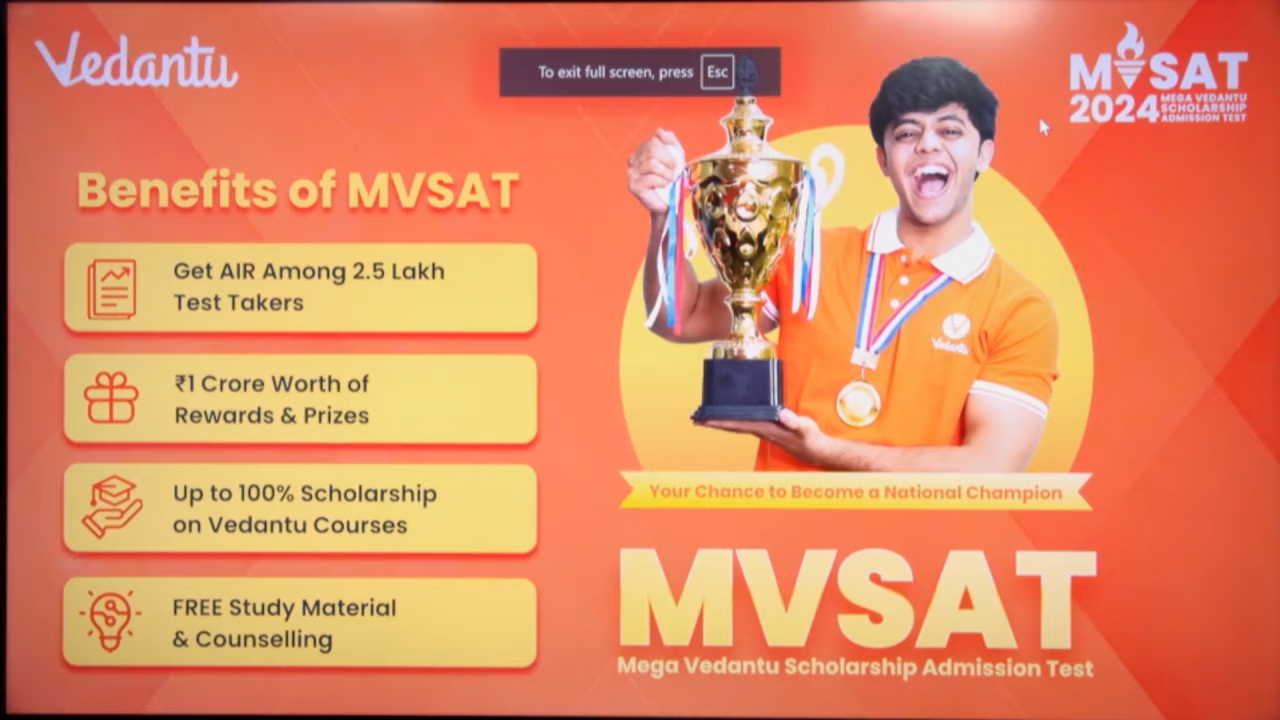 Vedantu
To exit full screen, press Esc
MVSAT
2024 MEGA VEDANTU
SCHOLARSHIP
ADMISSION TEST
Benefits of MVSAT
Get AIR Among 2.5 Lakh
Test Takers
₹1 Crore Worth of
Rewards & Prizes
Up to 100% Scholarship
on Vedantu Courses
FREE Study Material
& Counselling
Vedantu
Your Chance to Become a National Champion
MVSAT
Mega Vedantu Scholarship Admission Test